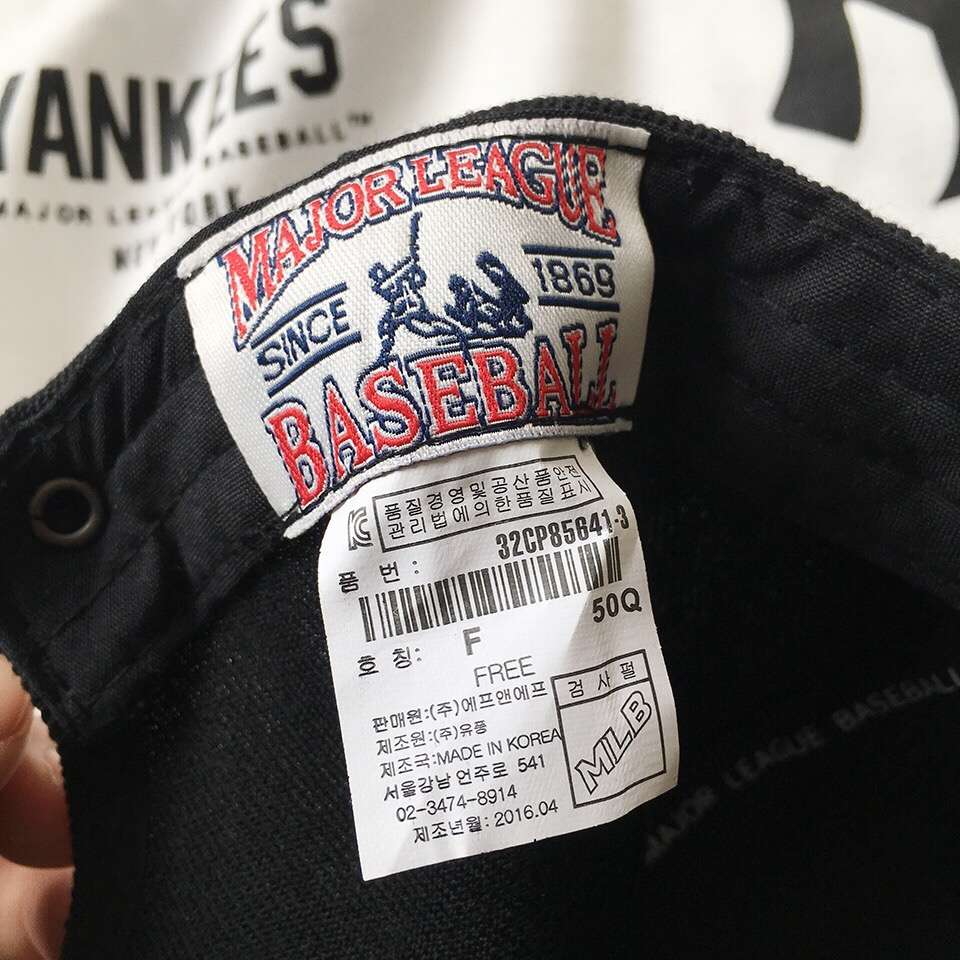 YANKEES
BASEBALL™
MAJOR LE
NEW YORK
MAJOR LEAGUE
SINCE 1869
BASEBALL
품질경영및공산품안전
관리법에의한품질표시
32CP85641-3
품 번:
50Q
호 칭: F
FREE
판매원:(주)에프앤에프
제조원:(주)유풍
제조국:MADE IN KOREA
서울강남 언주로 541
02-3474-8914
제조년월: 2016.04
검 사 필
MLB
MAJOR LEAGUE BASEBALL